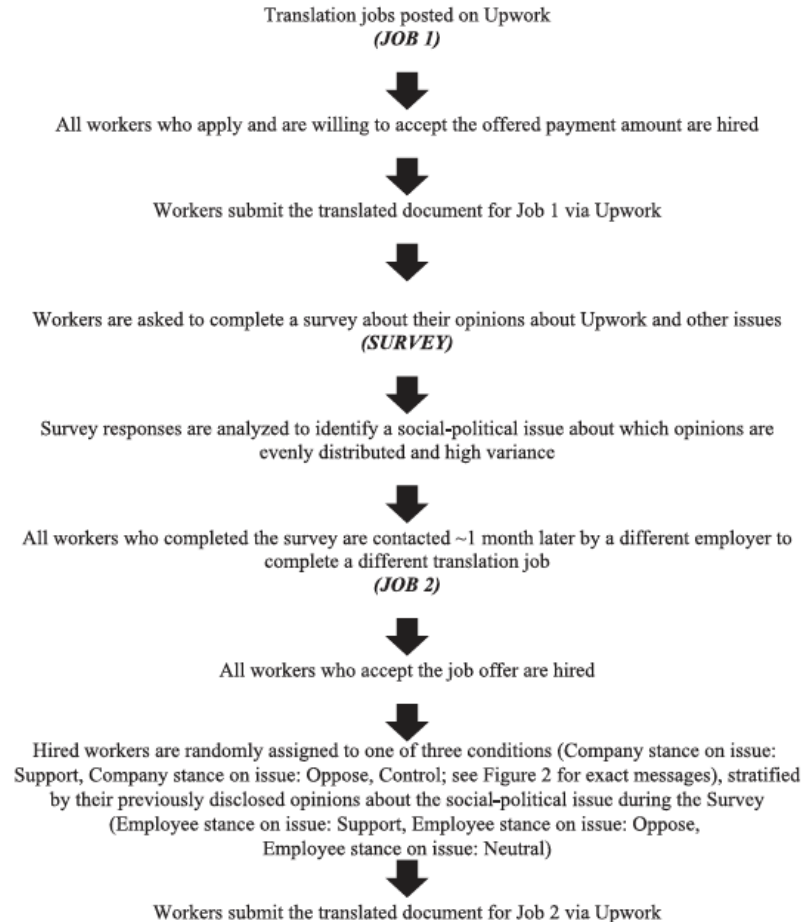 Translation jobs posted on Upwork
(JOB 1)
All workers who apply and are willing to accept the offered payment amount are hired
Workers submit the translated document for Job 1 via Upwork
Workers are asked to complete a survey about their opinions about Upwork and other issues
(SURVEY)
Survey responses are analyzed to identify a social-political issue about which opinions are
evenly distributed and high variance
All workers who completed the survey are contacted ~1 month later by a different employer to
complete a different translation job
(JOB 2)
All workers who accept the job offer are hired
Hired workers are randomly assigned to one of three conditions (Company stance on issue:
Support, Company stance on issue: Oppose, Control; see Figure 2 for exact messages), stratified
by their previously disclosed opinions about the social-political issue during the Survey
(Employee stance on issue: Support, Employee stance on issue: Oppose,
Employee stance on issue: Neutral)
Workers submit the translated document for Job 2 via Upwork